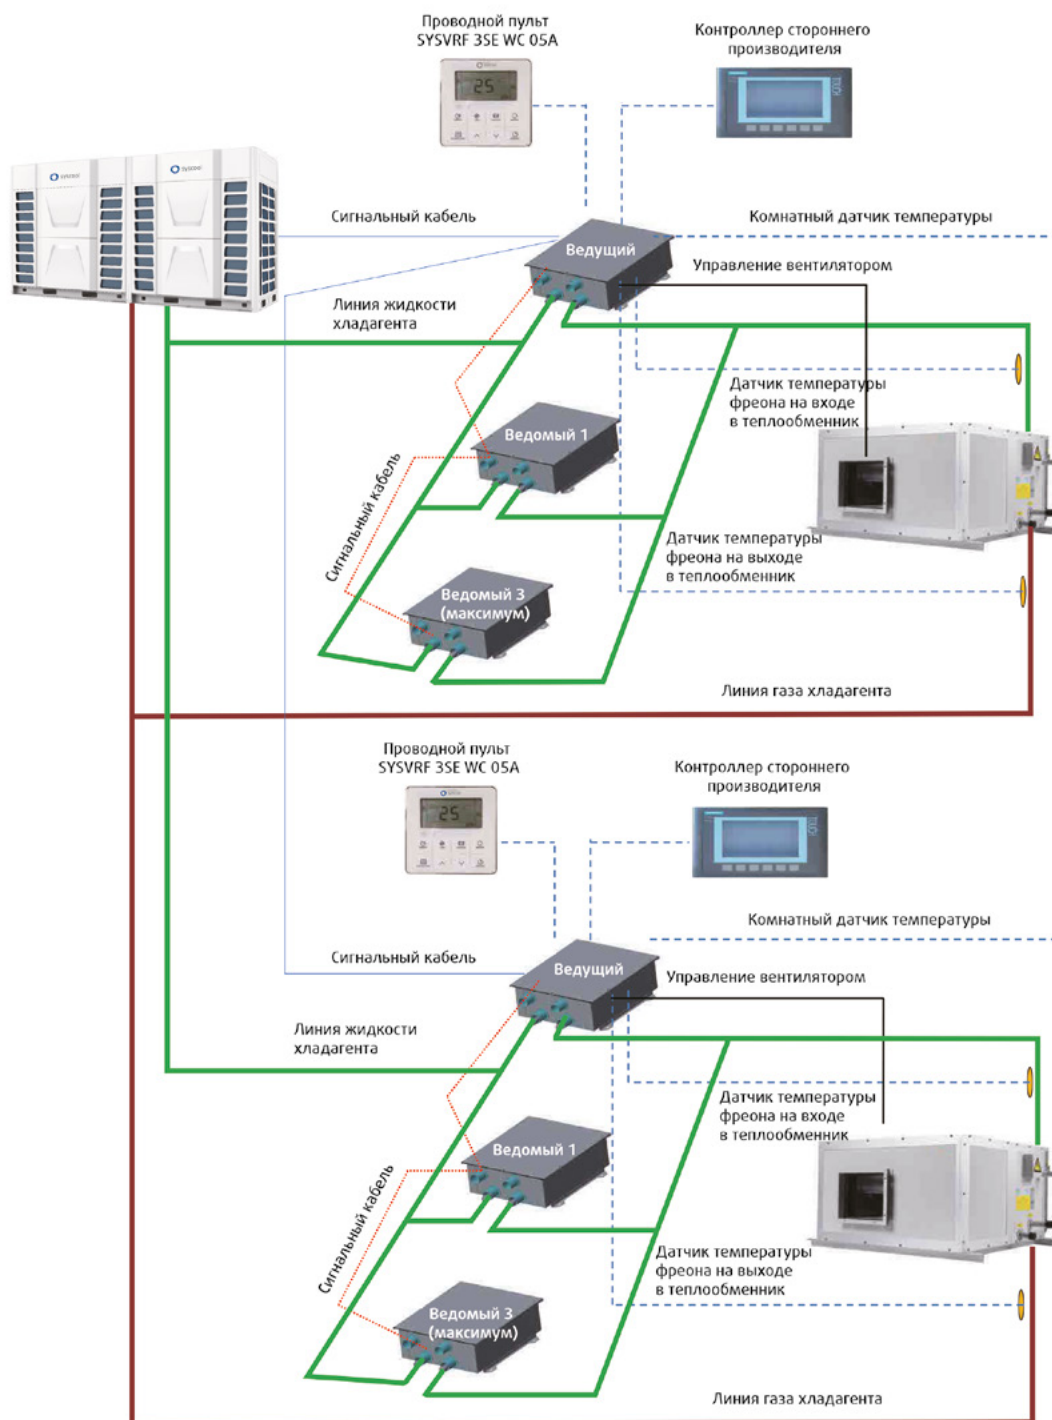 Проводной пульт
SYSVRF 3SE WC 05A
Контроллер стороннего
производителя
25
Сигнальный кабель
Комнатный датчик температуры
Ведущий
Управление вентилятором
Линия жидкости
хладагента
Датчик температуры
фреона на входе
в теплообменник
Ведомый 1
Сигнальный кабель
Датчик температуры
фреона на выходе
в теплообменник
Ведомый 3
(максимум)
Линия газа хладагента
Проводной пульт
SYSVRF 3SE WC 05A
Контроллер стороннего
производителя
25
Комнатный датчик температуры
Сигнальный кабель
Ведущий
Управление вентилятором
Линия жидкости
хладагента
Датчик температуры
фреона на входе
в теплообменник
Ведомый 1
Сигнальный кабель
Датчик температуры
фреона на выходе
в теплообменник
Ведомый 3
(максимум)
Линия газа хладагента